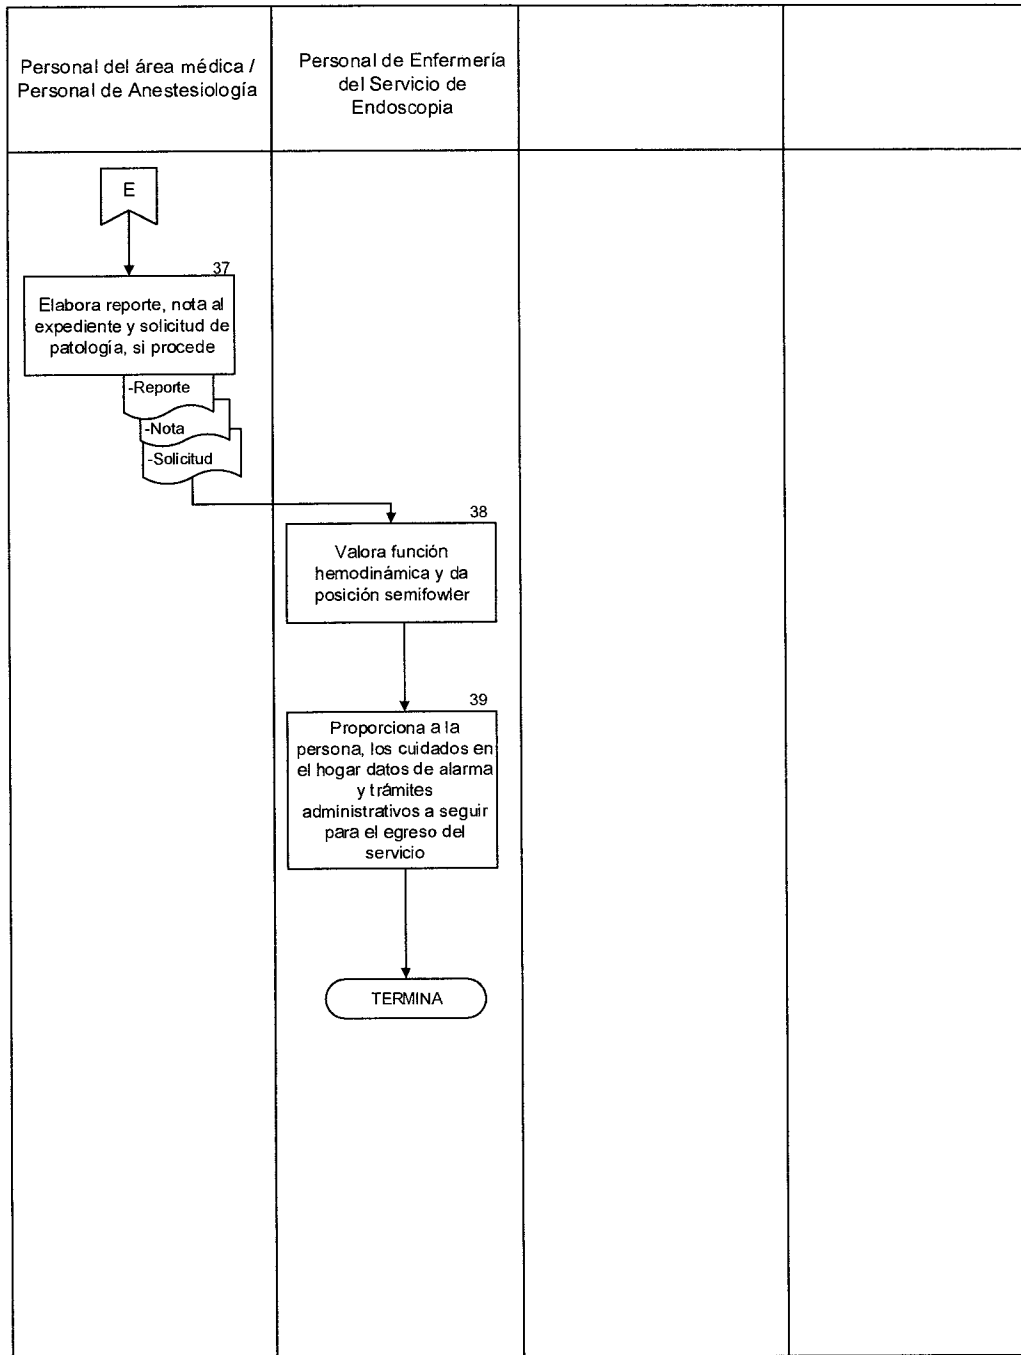 Personal del área médica /
Personal de Anestesiología
Personal de Enfermería
del Servicio de
Endoscopia
E
37
Elabora reporte, nota al
expediente y solicitud de
patología, si procede
-Reporte
-Nota
-Solicitud
38
Valora función
hemodinámica y da
posición semifowler
39
Proporciona a la
persona, los cuidados en
el hogar datos de alarma
y trámites
administrativos a seguir
para el egreso del
servicio
TERMINA